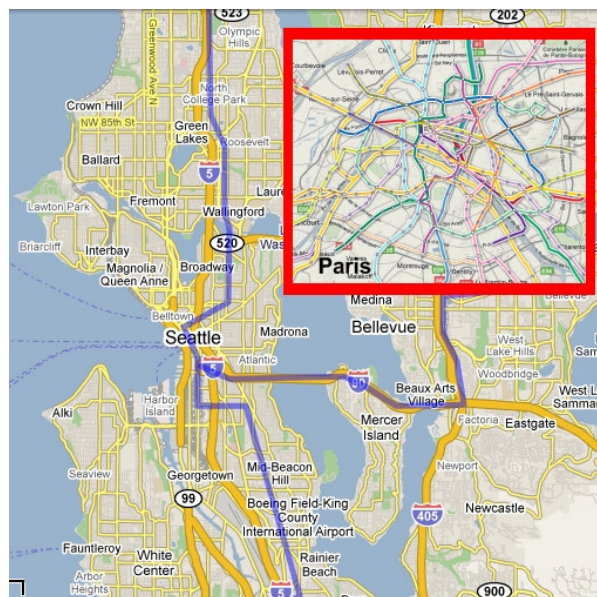 523
202
Olympic
Hills
Greenwood Ave N
North
College Park
Crown Hill
NW 85th St
Green
Lakes
Roosevelt
Ballard
5
Lawton Park
Fremont
Wallingford
Briarcliff
Interbay
520
Magnolia /
Queen Anne
Broadway
Paris
Montrouge
Gentilly
Medina
Belltown
Seattle
Madrona
Bellevue
West
Lake Hills
Woodbridge
Atlantic
5
90
Harbor
Island
Beaux Arts
Village
West L
Samman
Alki
Mercer
Island
Factoria
Eastgate
Seaview
Georgetown
Mid-Beacon
Hill
Newport
99
Boeing Field-King
County
International Airport
405
Newcastle
Fauntleroy
White
Center
Rainier
Beach
Arbor
Heights
5
900